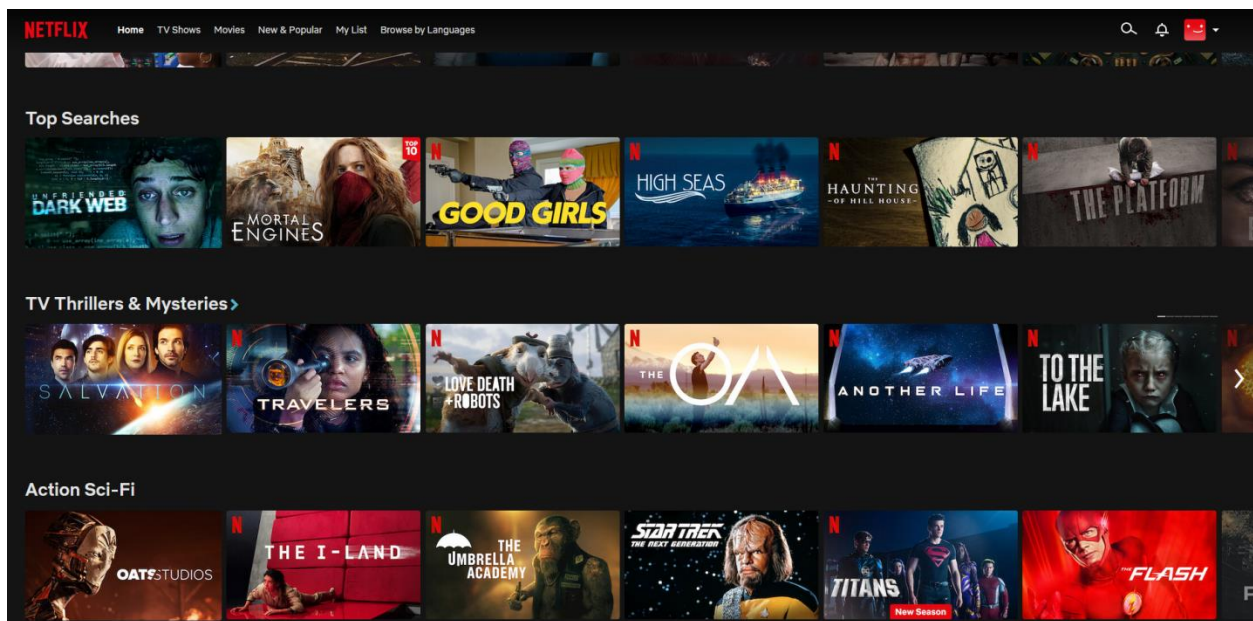 NETFLIX Home TV Shows Movies New & Popular My List Browse by Languages
Top Searches
UNFRIENDED
DARK WEB
TOP
10
MORTAL
ENGINES
N
GOOD GIRLS
N
HIGH SEAS
N
THE
HAUNTING
-OF HILL HOUSE-
N
THE PLATFORM
TV Thrillers & Mysteries >
SALVATION
N
TRAVELERS
N
LOVE DEATH
+ROBOTS
N
THE OA
N
ANOTHER LIFE
N
TO THE
LAKE
N
Action Sci-Fi
OATS STUDIOS
N
THE I-LAND
N
THE
UMBRELLA
ACADEMY
STAR TREK
THE NEXT GENERATION
N
TITANS
New Season
THE FLASH